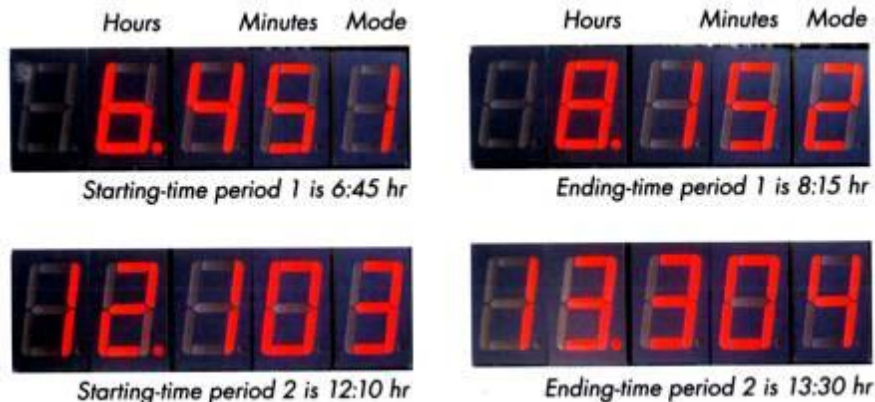 Hours Minutes Mode Hours Minutes Mode
6.451 8.152
Starting-time period 1 is 6:45 hr Ending-time period 1 is 8:15 hr
12.103 13.304
Starting-time period 2 is 12:10 hr Ending-time period 2 is 13:30 hr